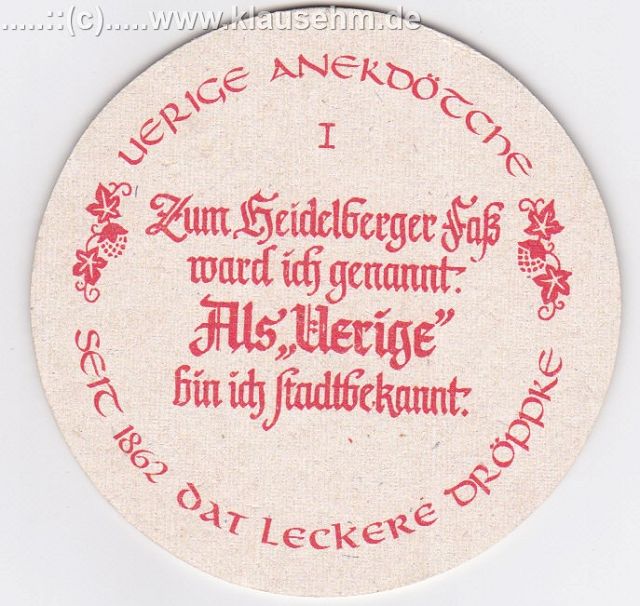 .....::(c).....www.klausehm.de
UERIGE ANEKDÖTCHE
I
Zum Heidelberger Faß
ward ich genannt.
Als „Uerige”
bin ich stadtbekannt.
SEIT 1862 DAT LECKERE DRÖPPKE